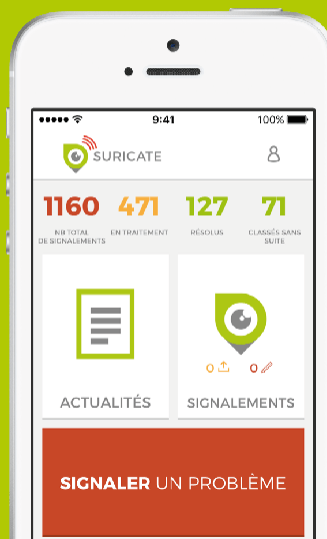 9:41
100%
SURICATE
1160 471 127 71
NB TOTAL
DE SIGNALEMENTS
EN TRAITEMENT
RÉSOLUS
CLASSÉS SANS
SUITE
ACTUALITÉS
0 0
SIGNALEMENTS
SIGNALER UN PROBLÈME